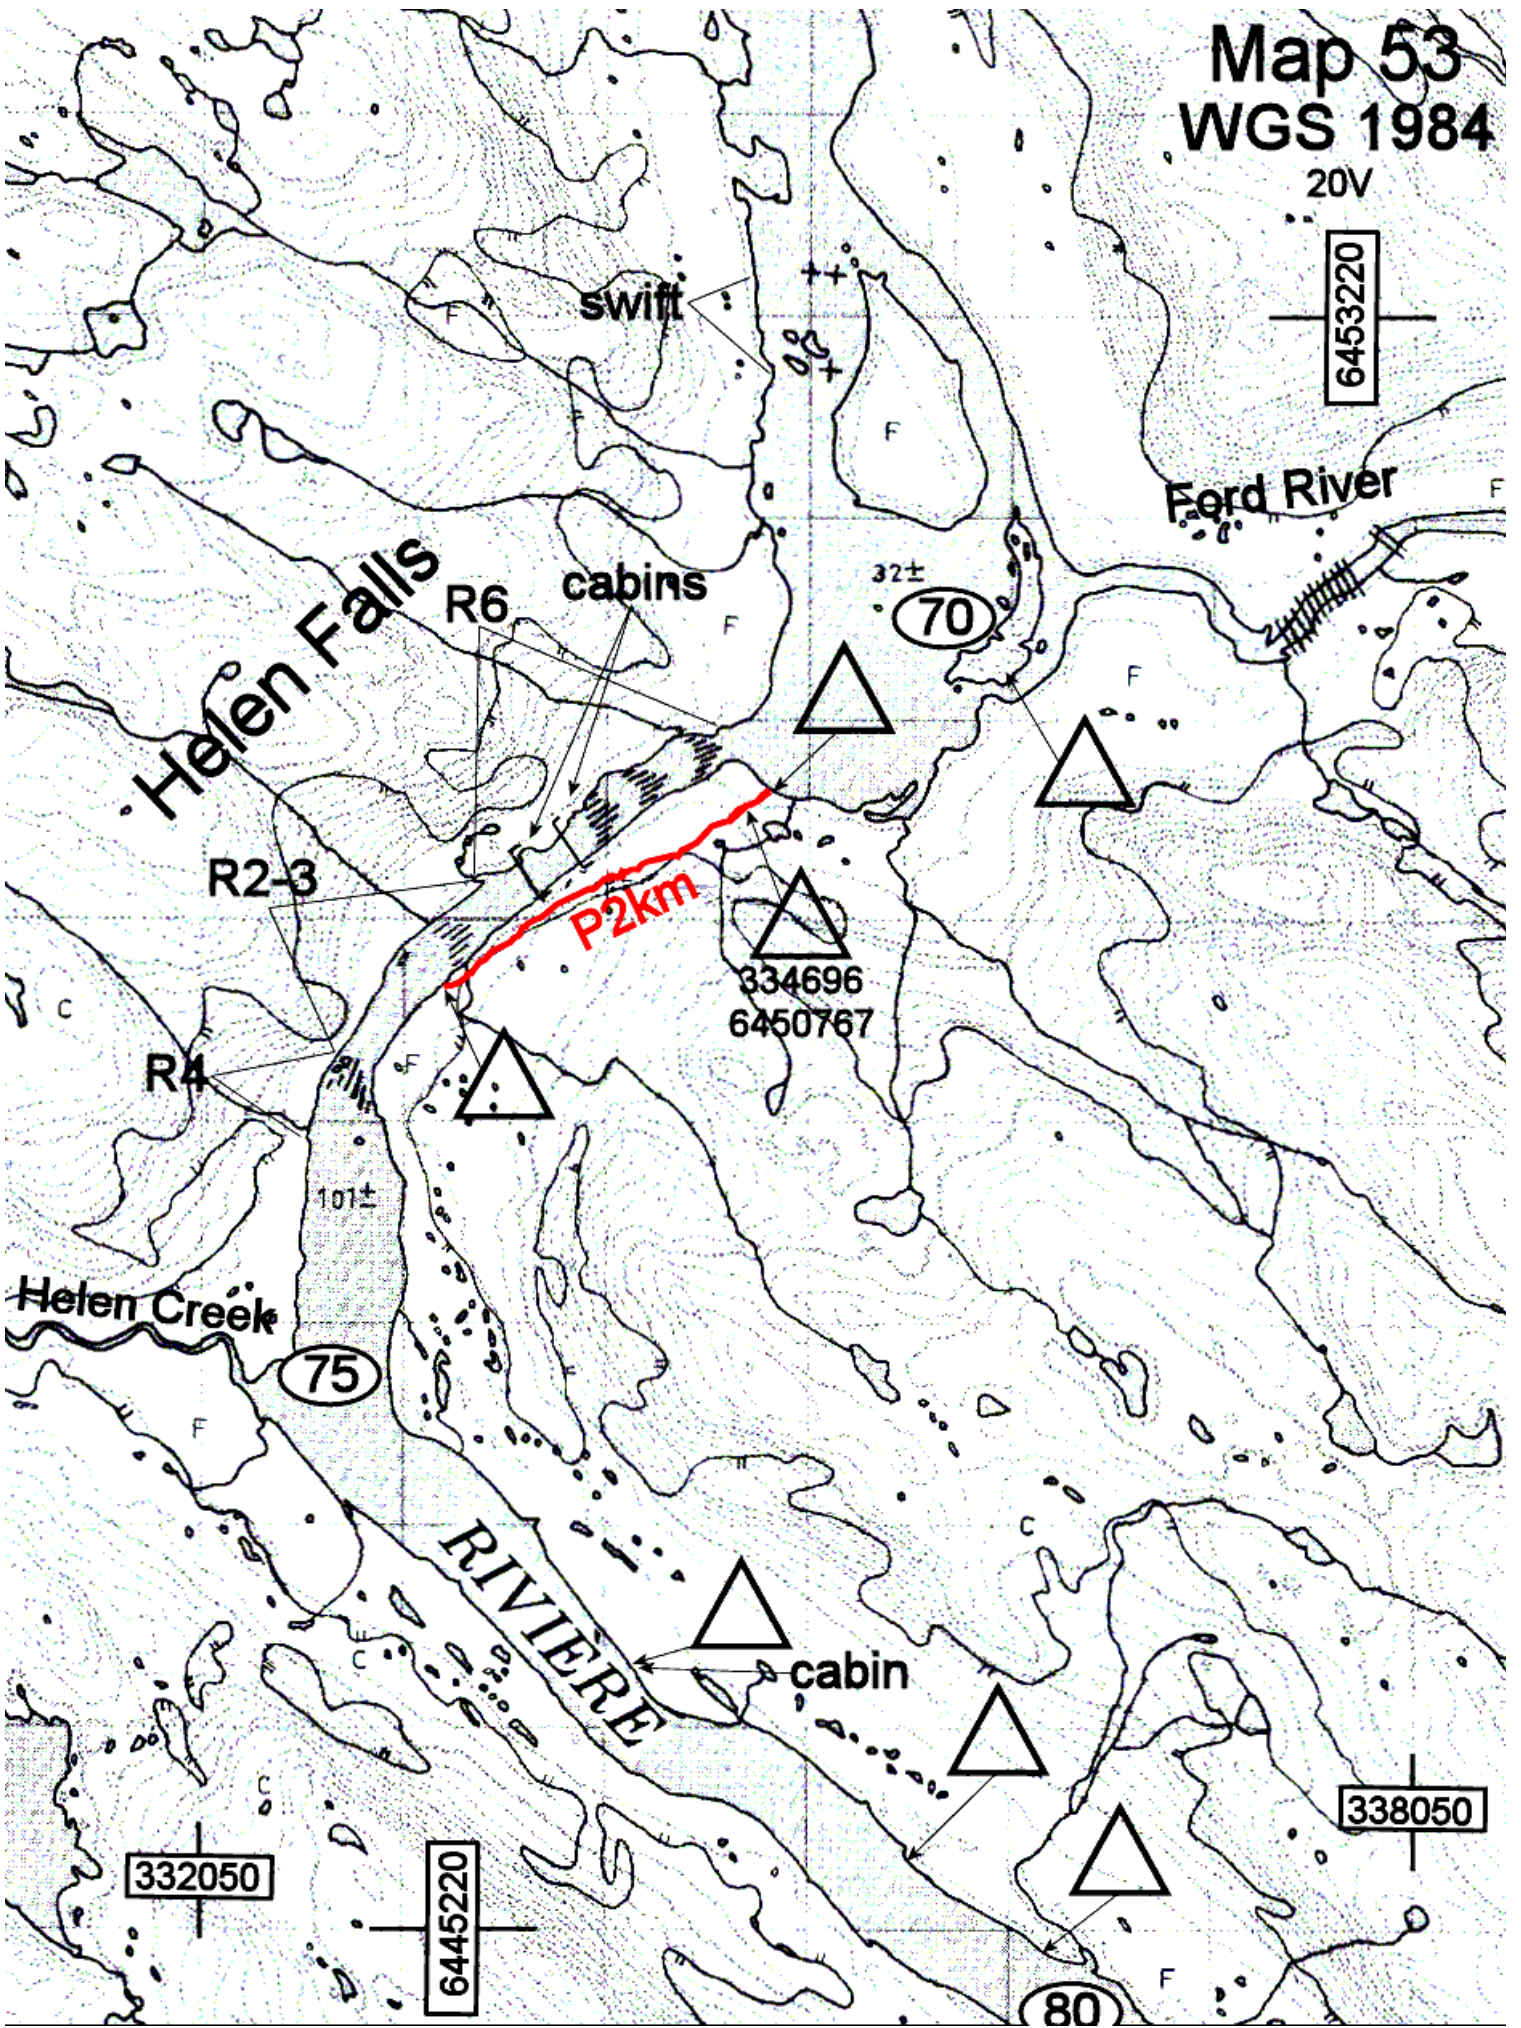 Map 53
WGS 1984
20V
6453220
swift
F
F
Ford River
F
Helen Falls
R6
cabins
32±
70
F
F
R2-3
P2km
334696
6450767
C
R4
F
101±
Helen Creek
75
F
C
RIVIÈRE
C
cabin
C
338050
332050
6445220
F
80